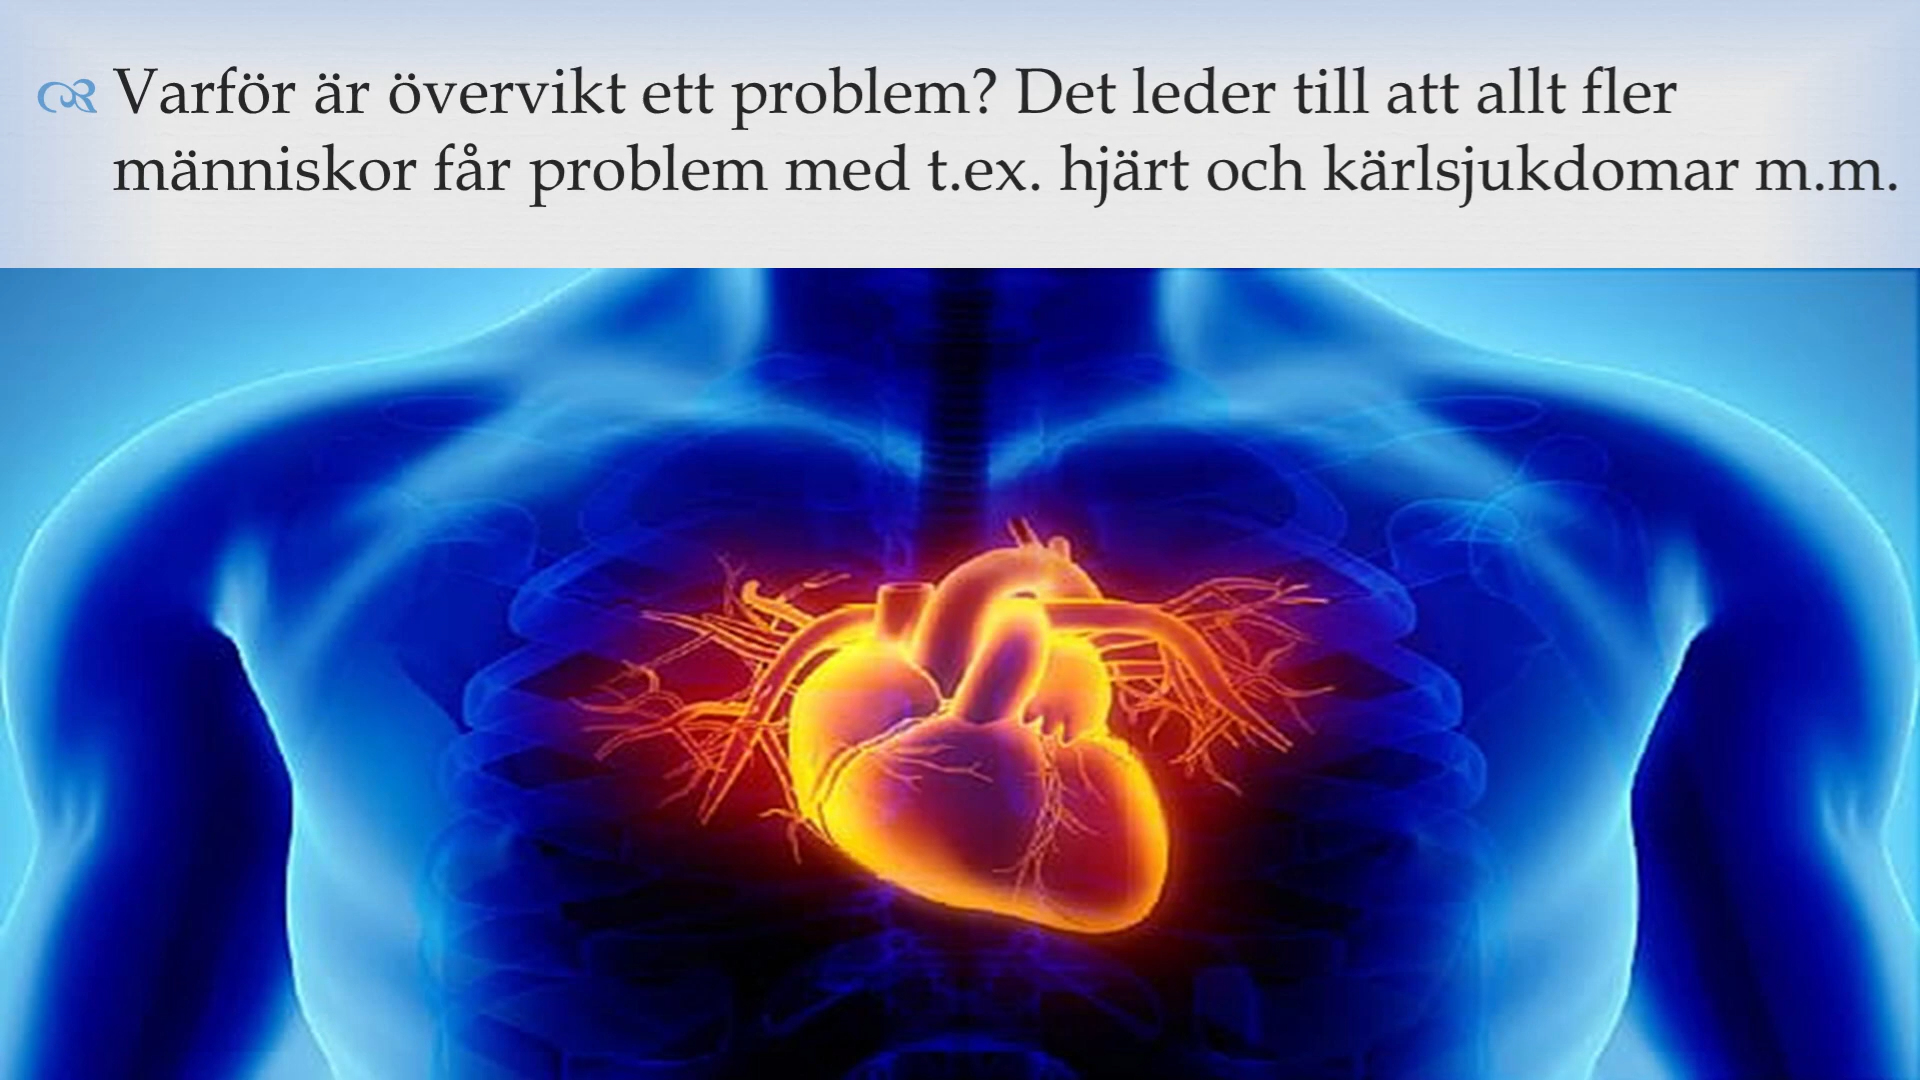 Varför är övervikt ett problem? Det leder till att allt fler
människor får problem med t.ex. hjärt och kärlsjukdomar m.m.